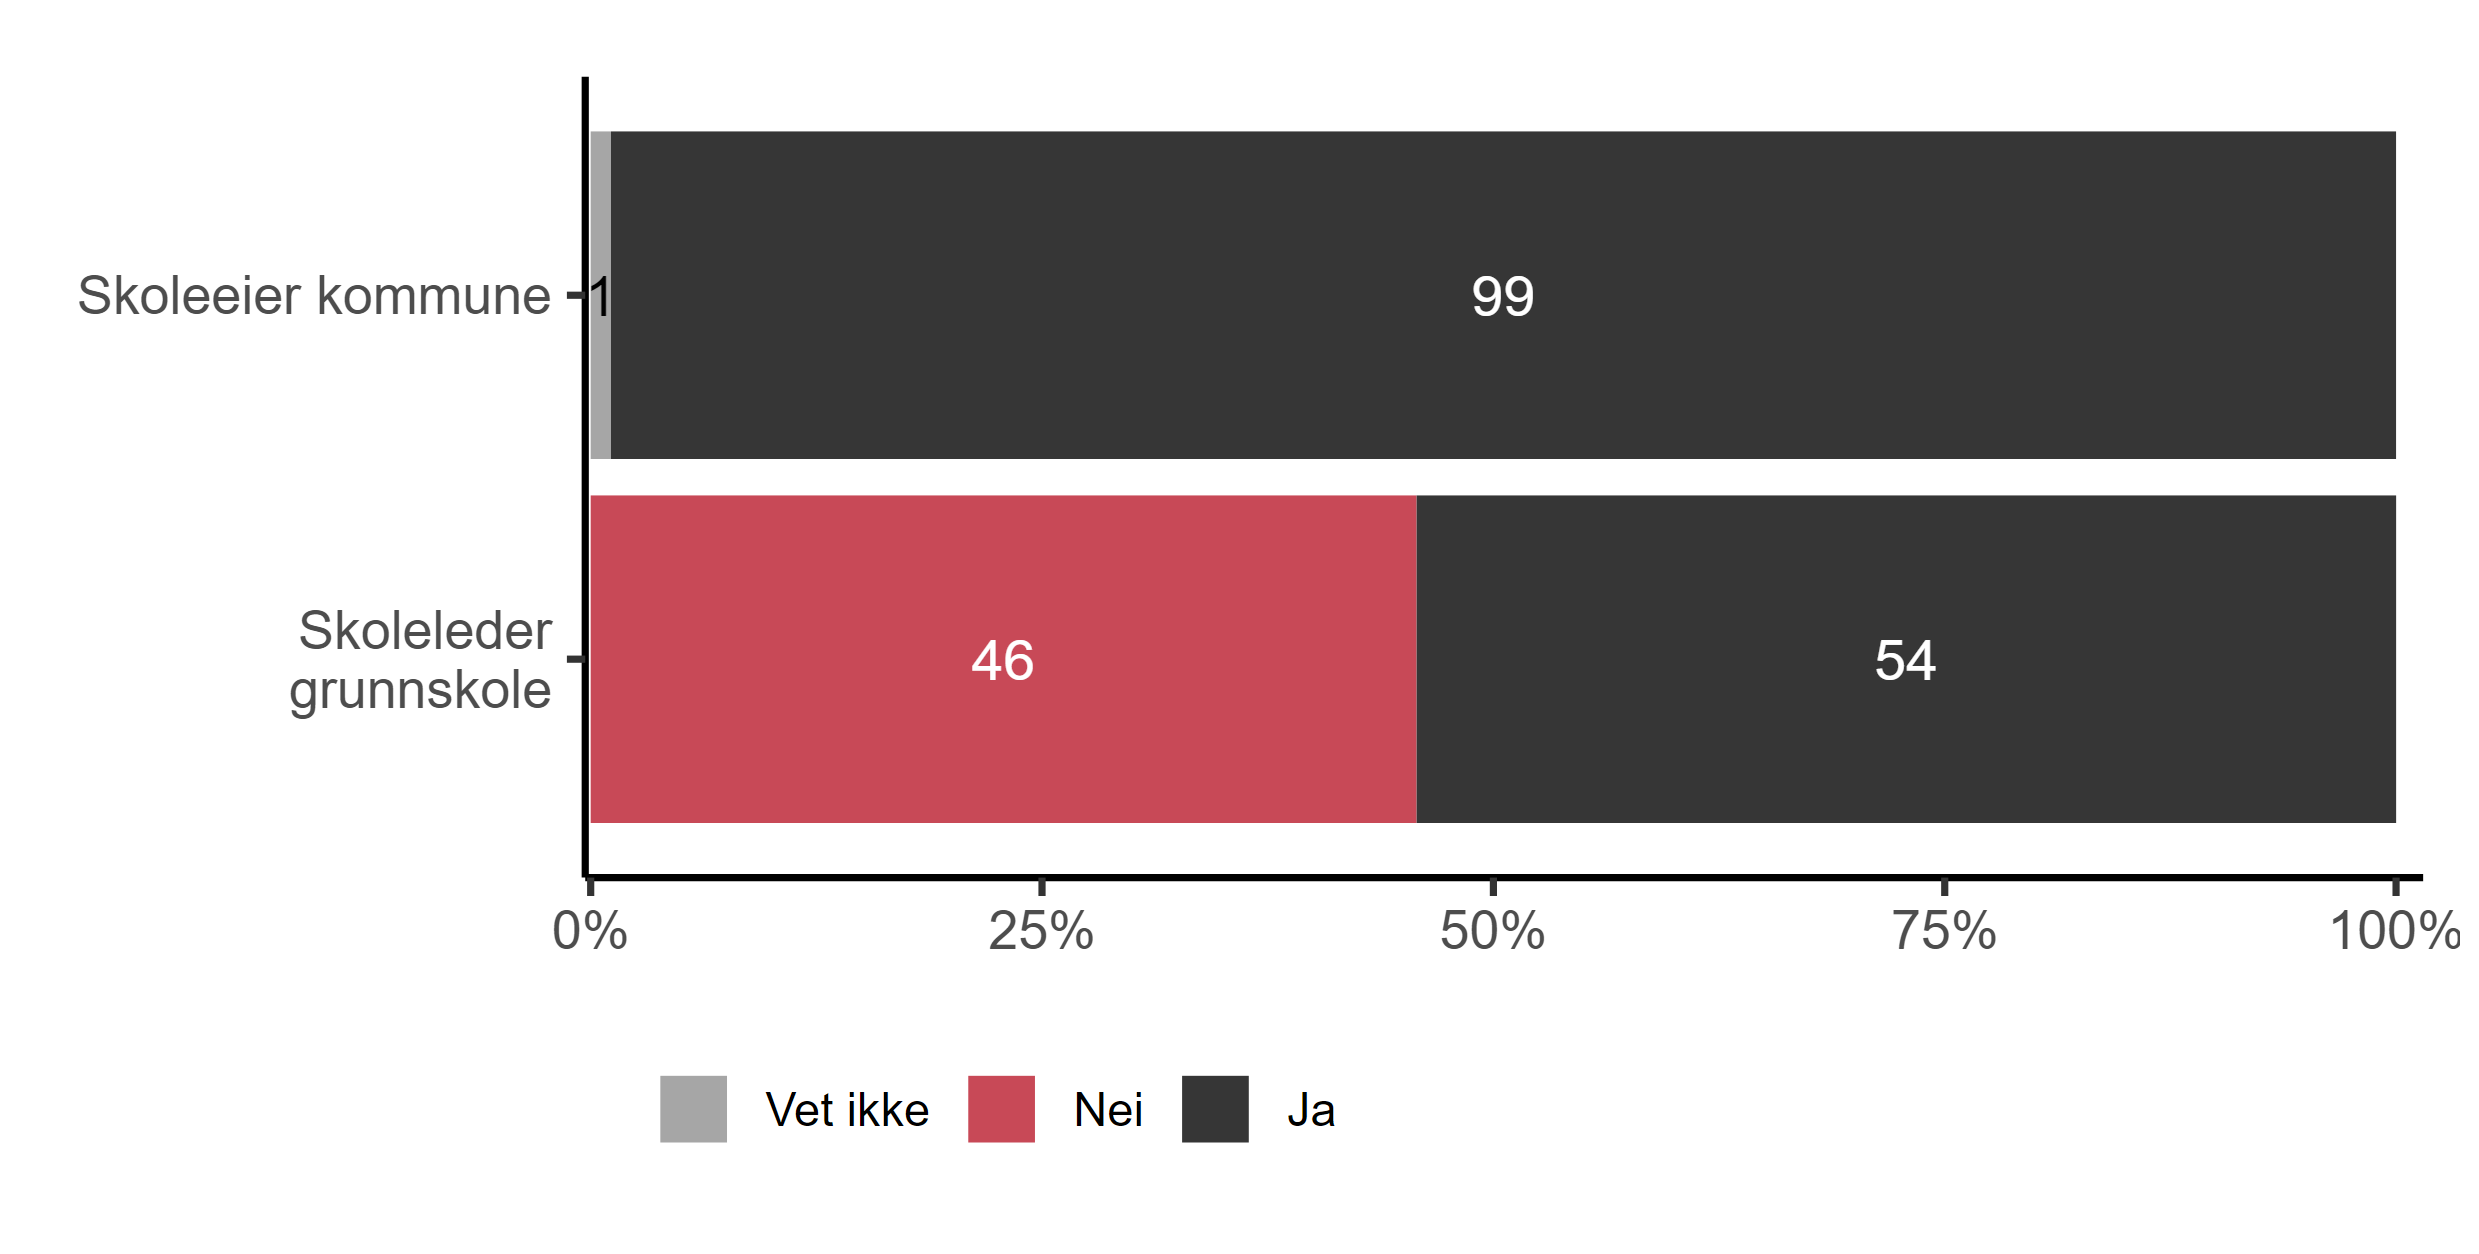 Skoleeier kommune
1
99
Skoleleder
grunnskole
46
54
0% 25% 50% 75% 100%
Vet ikke Nei Ja